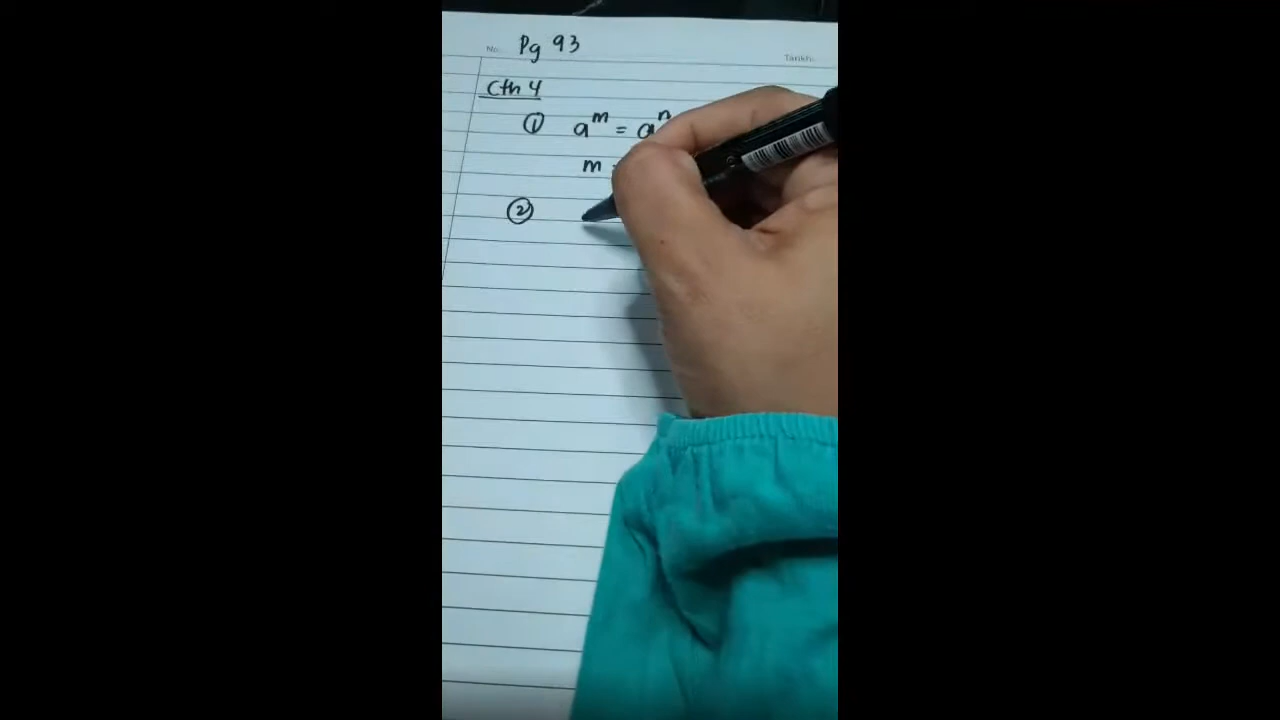 No. Pg 93
Tarikh:
Cth 4
① a^m = a^n
m =
②